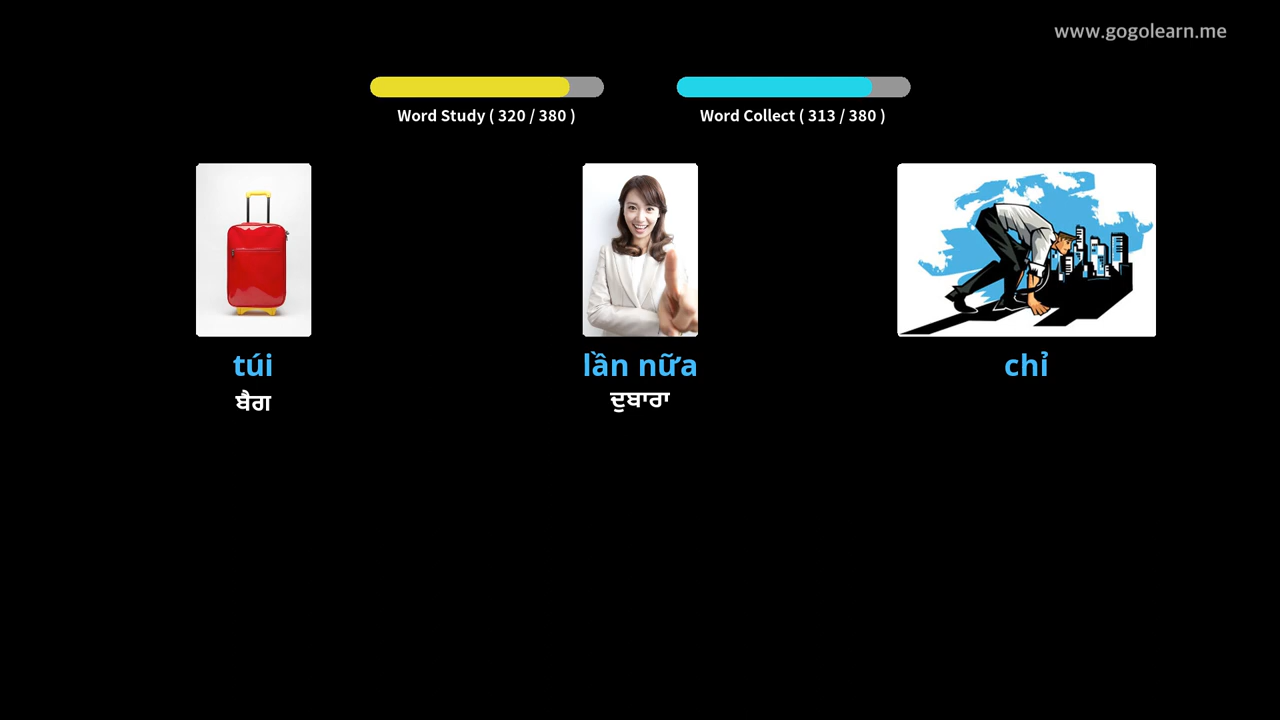 www.gogolearn.me
Word Study ( 320 / 380 )
Word Collect ( 313 / 380 )
túi
ਬੈਗ
lần nữa
ਦੁਬਾਰਾ
chỉ